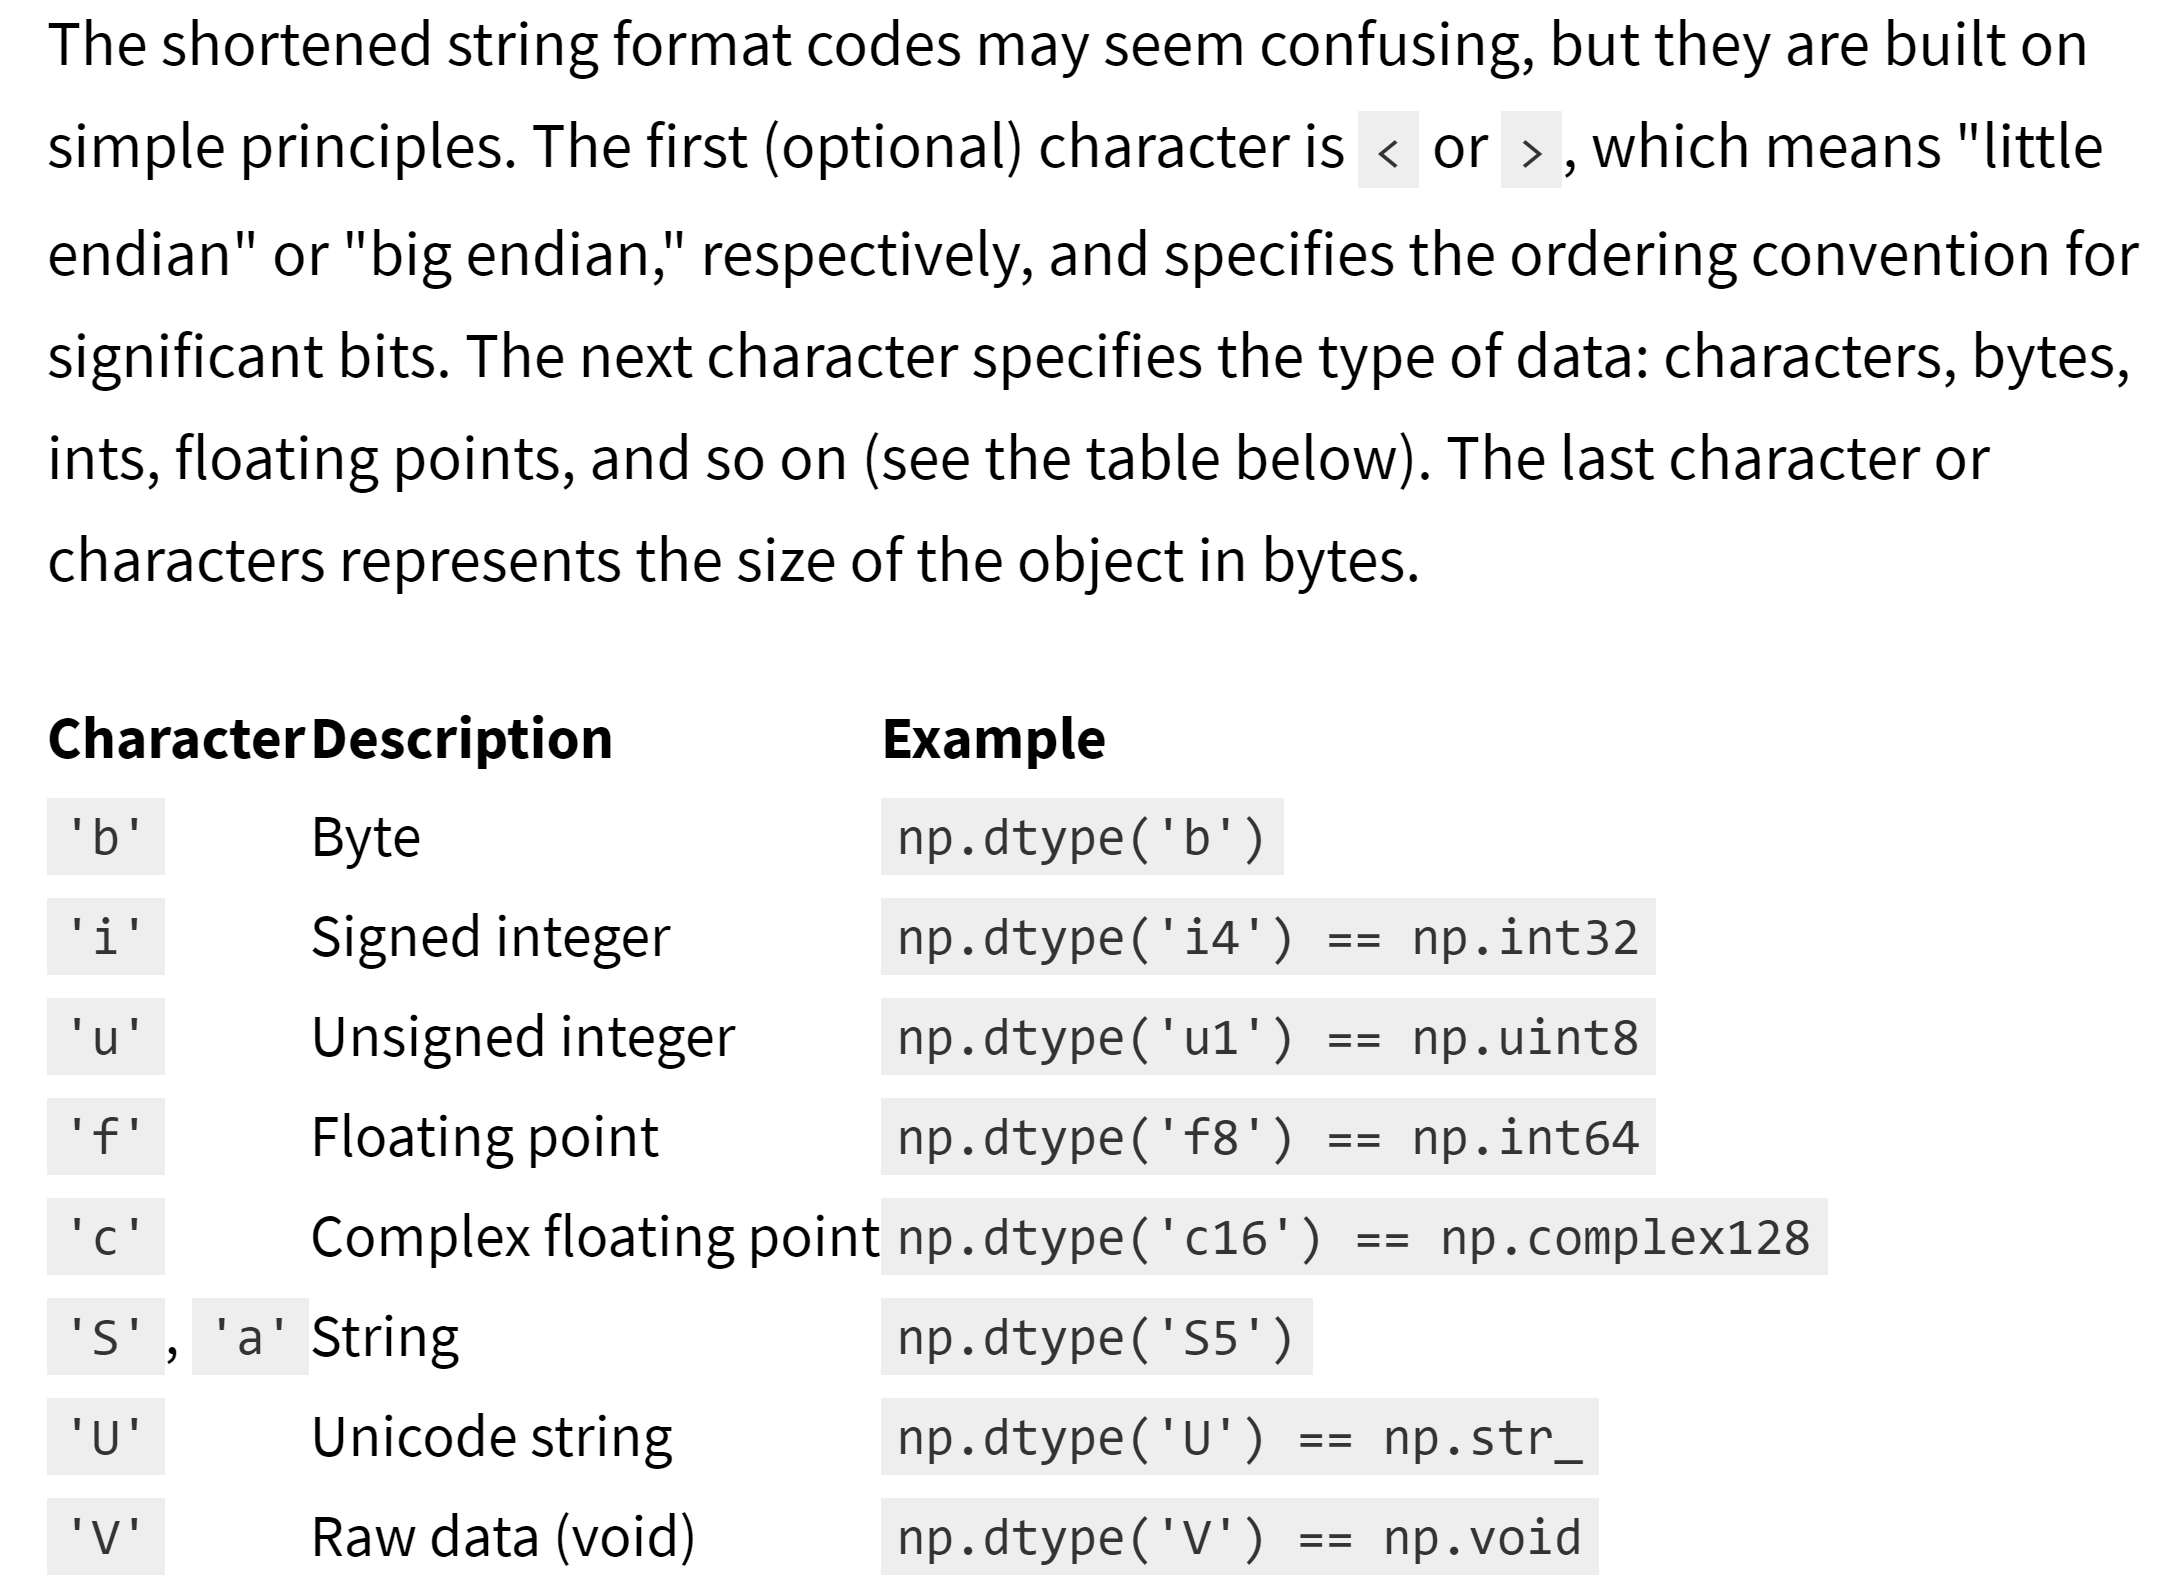 The shortened string format codes may seem confusing, but they are built on
simple principles. The first (optional) character is < or >, which means "little
endian" or "big endian," respectively, and specifies the ordering convention for
significant bits. The next character specifies the type of data: characters, bytes,
ints, floating points, and so on (see the table below). The last character or
characters represents the size of the object in bytes.
Character Description Example
'b' Byte np.dtype('b')
'i' Signed integer np.dtype('i4') == np.int32
'u' Unsigned integer np.dtype('u1') == np.uint8
'f' Floating point np.dtype('f8') == np.int64
'c' Complex floating point np.dtype('c16') == np.complex128
'S', 'a' String np.dtype('S5')
'U' Unicode string np.dtype('U') == np.str_
'V' Raw data (void) np.dtype('V') == np.void